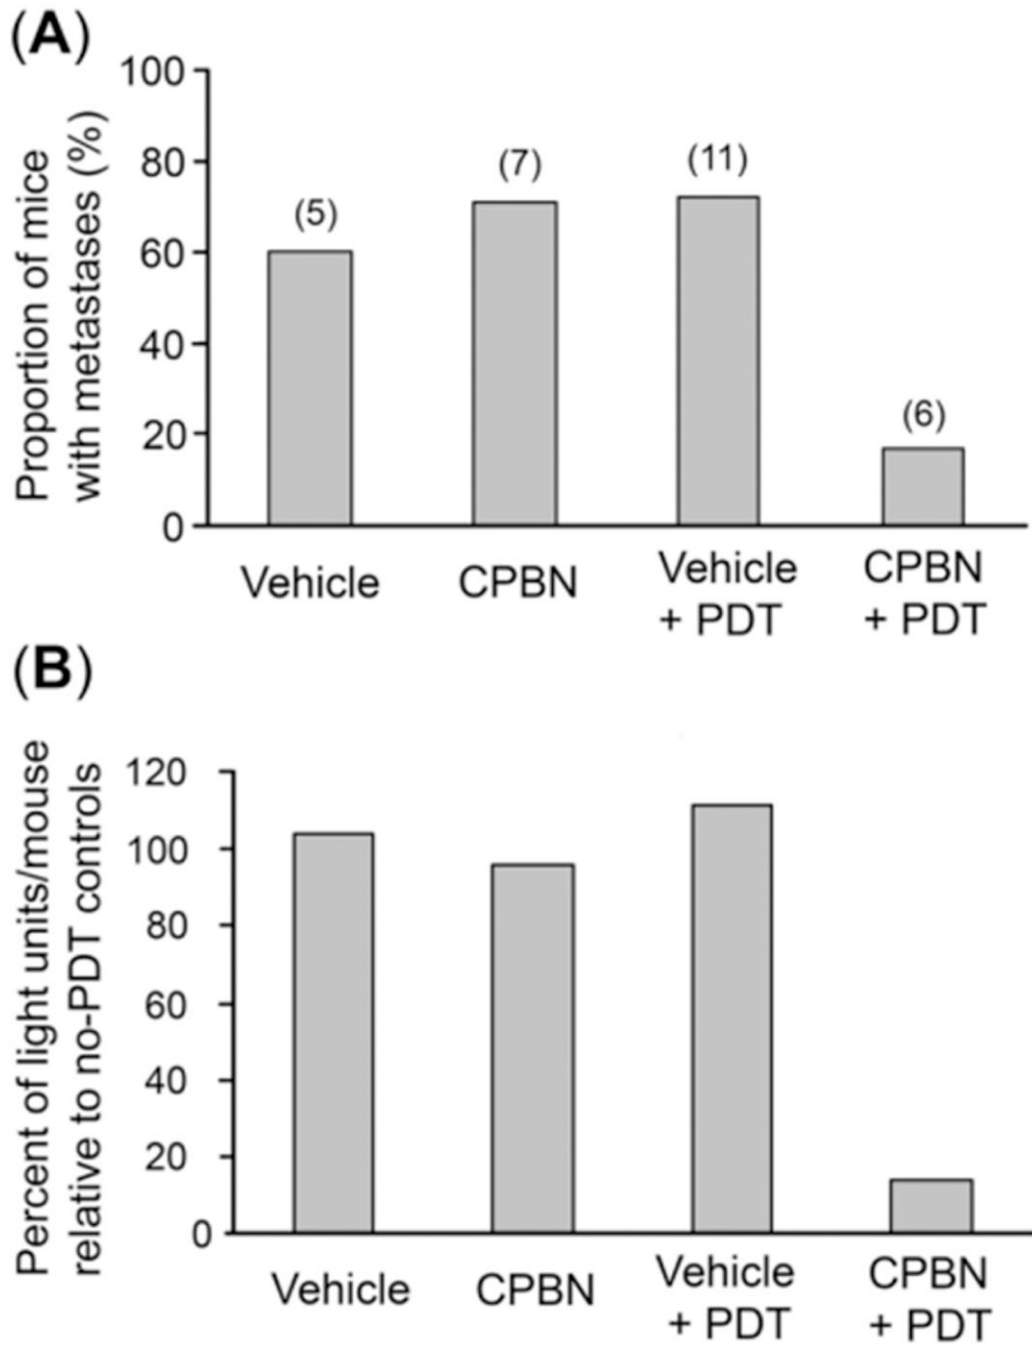 (A)
Proportion of mice
with metastases (%)
100
80
60
40
20
0
(5)
(7)
(11)
(6)
Vehicle
CPBN
Vehicle
+ PDT
CPBN
+ PDT
(B)
Percent of light units/mouse
relative to no-PDT controls
120
100
80
60
40
20
0
Vehicle
CPBN
Vehicle
+ PDT
CPBN
+ PDT